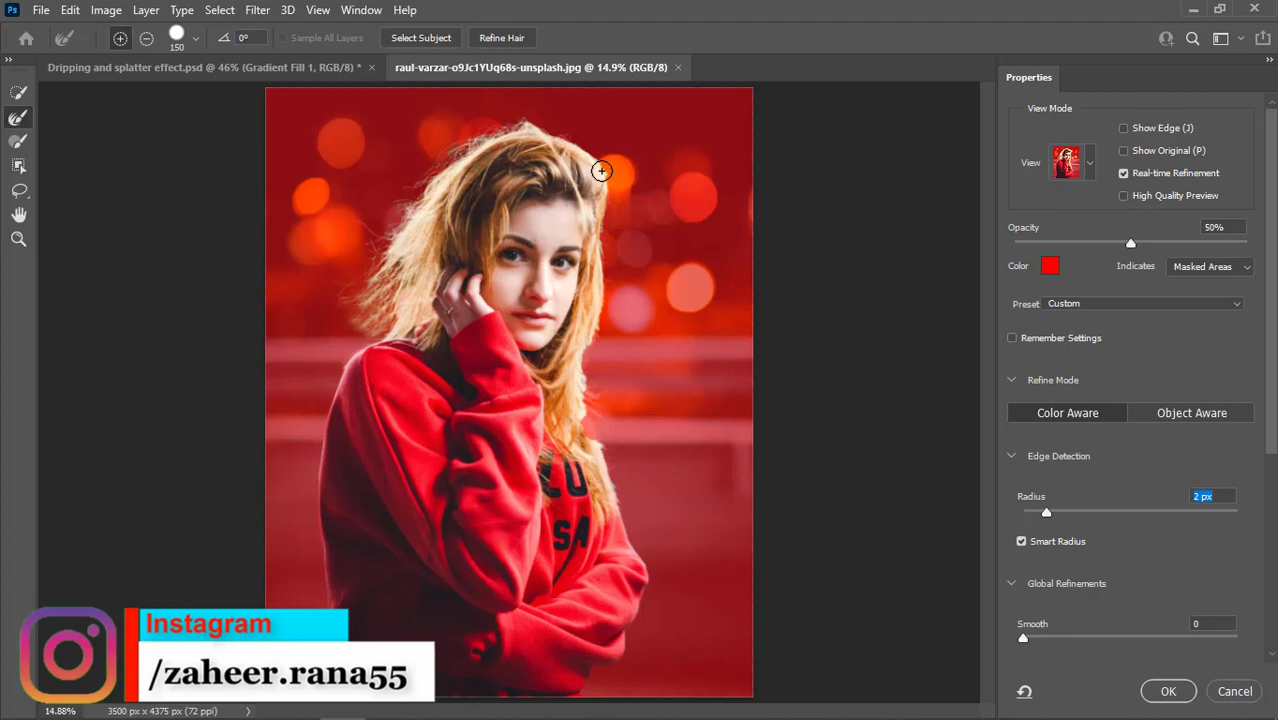 Ps File Edit Image Layer Type Select Filter 3D View Window Help
150 0° Sample All Layers Select Subject Refine Hair
Dripping and splatter effect.psd @ 46% (Gradient Fill 1, RGB/8) * × raul-varzar-o9Jc1YUq68s-unsplash.jpg @ 14.9% (RGB/8) ×
Properties
View Mode
Show Edge (J)
Show Original (P)
View
Real-time Refinement
High Quality Preview
Opacity 50%
Color Indicates Masked Areas
Preset: Custom
Remember Settings
Refine Mode
Color Aware Object Aware
Edge Detection
Radius 2 px
Smart Radius
Global Refinements
Smooth 0
OK Cancel
SA
Instagram
/zaheer.rana55
14.88% 3500 px x 4375 px (72 ppi)